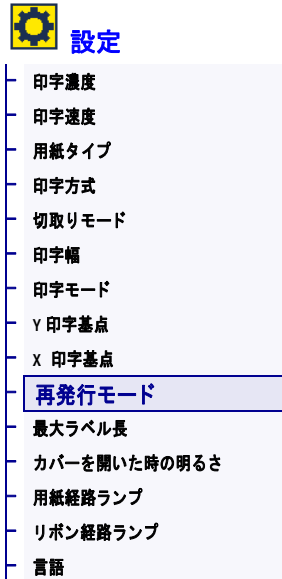 設定
印字濃度
印字速度
用紙タイプ
印字方式
切取りモード
印字幅
印字モード
Y 印字基点
X 印字基点
再発行モード
最大ラベル長
カバーを開いた時の明るさ
用紙経路ランプ
リボン経路ランプ
言語